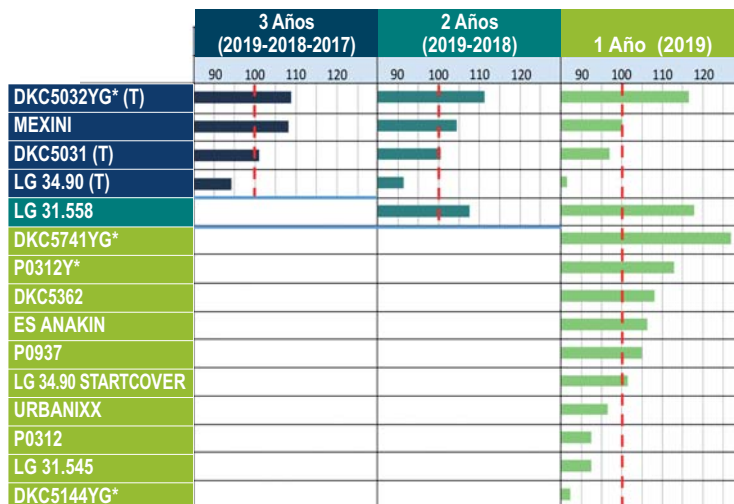 3 Años
(2019-2018-2017)
2 Años
(2019-2018)
1 Año (2019)
90 100 110 120
90 100 110 120
90 100 110 120
DKC5032YG* (T)
MEXINI
DKC5031 (T)
LG 34.90 (T)
LG 31.558
DKC5741YG*
P0312Y*
DKC5362
ES ANAKIN
P0937
LG 34.90 STARTCOVER
URBANIXX
P0312
LG 31.545
DKC5144YG*